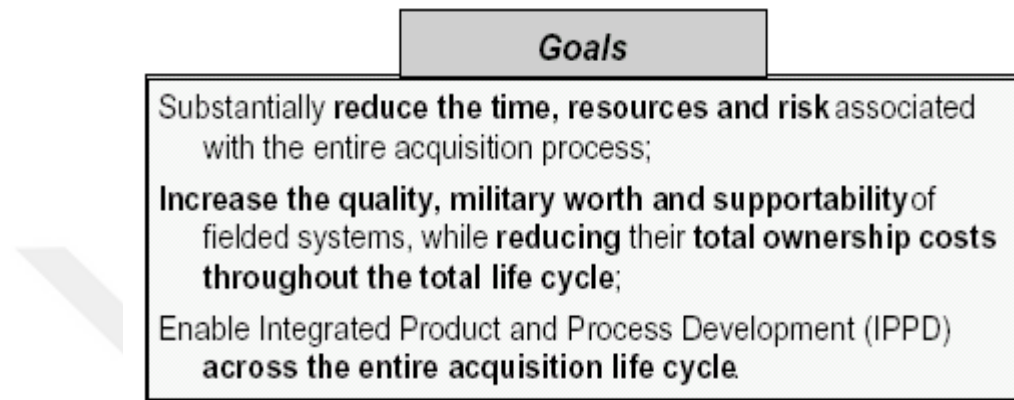 Goals
Substantially reduce the time, resources and risk associated
with the entire acquisition process;
Increase the quality, military worth and supportability of
fielded systems, while reducing their total ownership costs
throughout the total life cycle;
Enable Integrated Product and Process Development (IPPD)
across the entire acquisition life cycle.